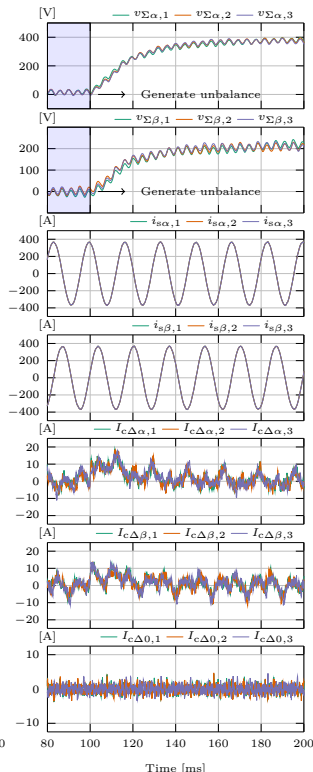 [V] vΣα,1 vΣα,2 vΣα,3
400
200
0
Generate unbalance
[V] vΣβ,1 vΣβ,2 vΣβ,3
200
100
0
Generate unbalance
[A] isα,1 isα,2 isα,3
400
200
0
−200
−400
[A] isβ,1 isβ,2 isβ,3
400
200
0
−200
−400
[A] IcΔα,1 IcΔα,2 IcΔα,3
20
10
0
−10
[A] IcΔβ,1 IcΔβ,2 IcΔβ,3
20
10
0
−10
−20
[A] IcΔ0,1 IcΔ0,2 IcΔ0,3
10
0
−10
0 80 100 120 140 160 180 200
Time [ms]